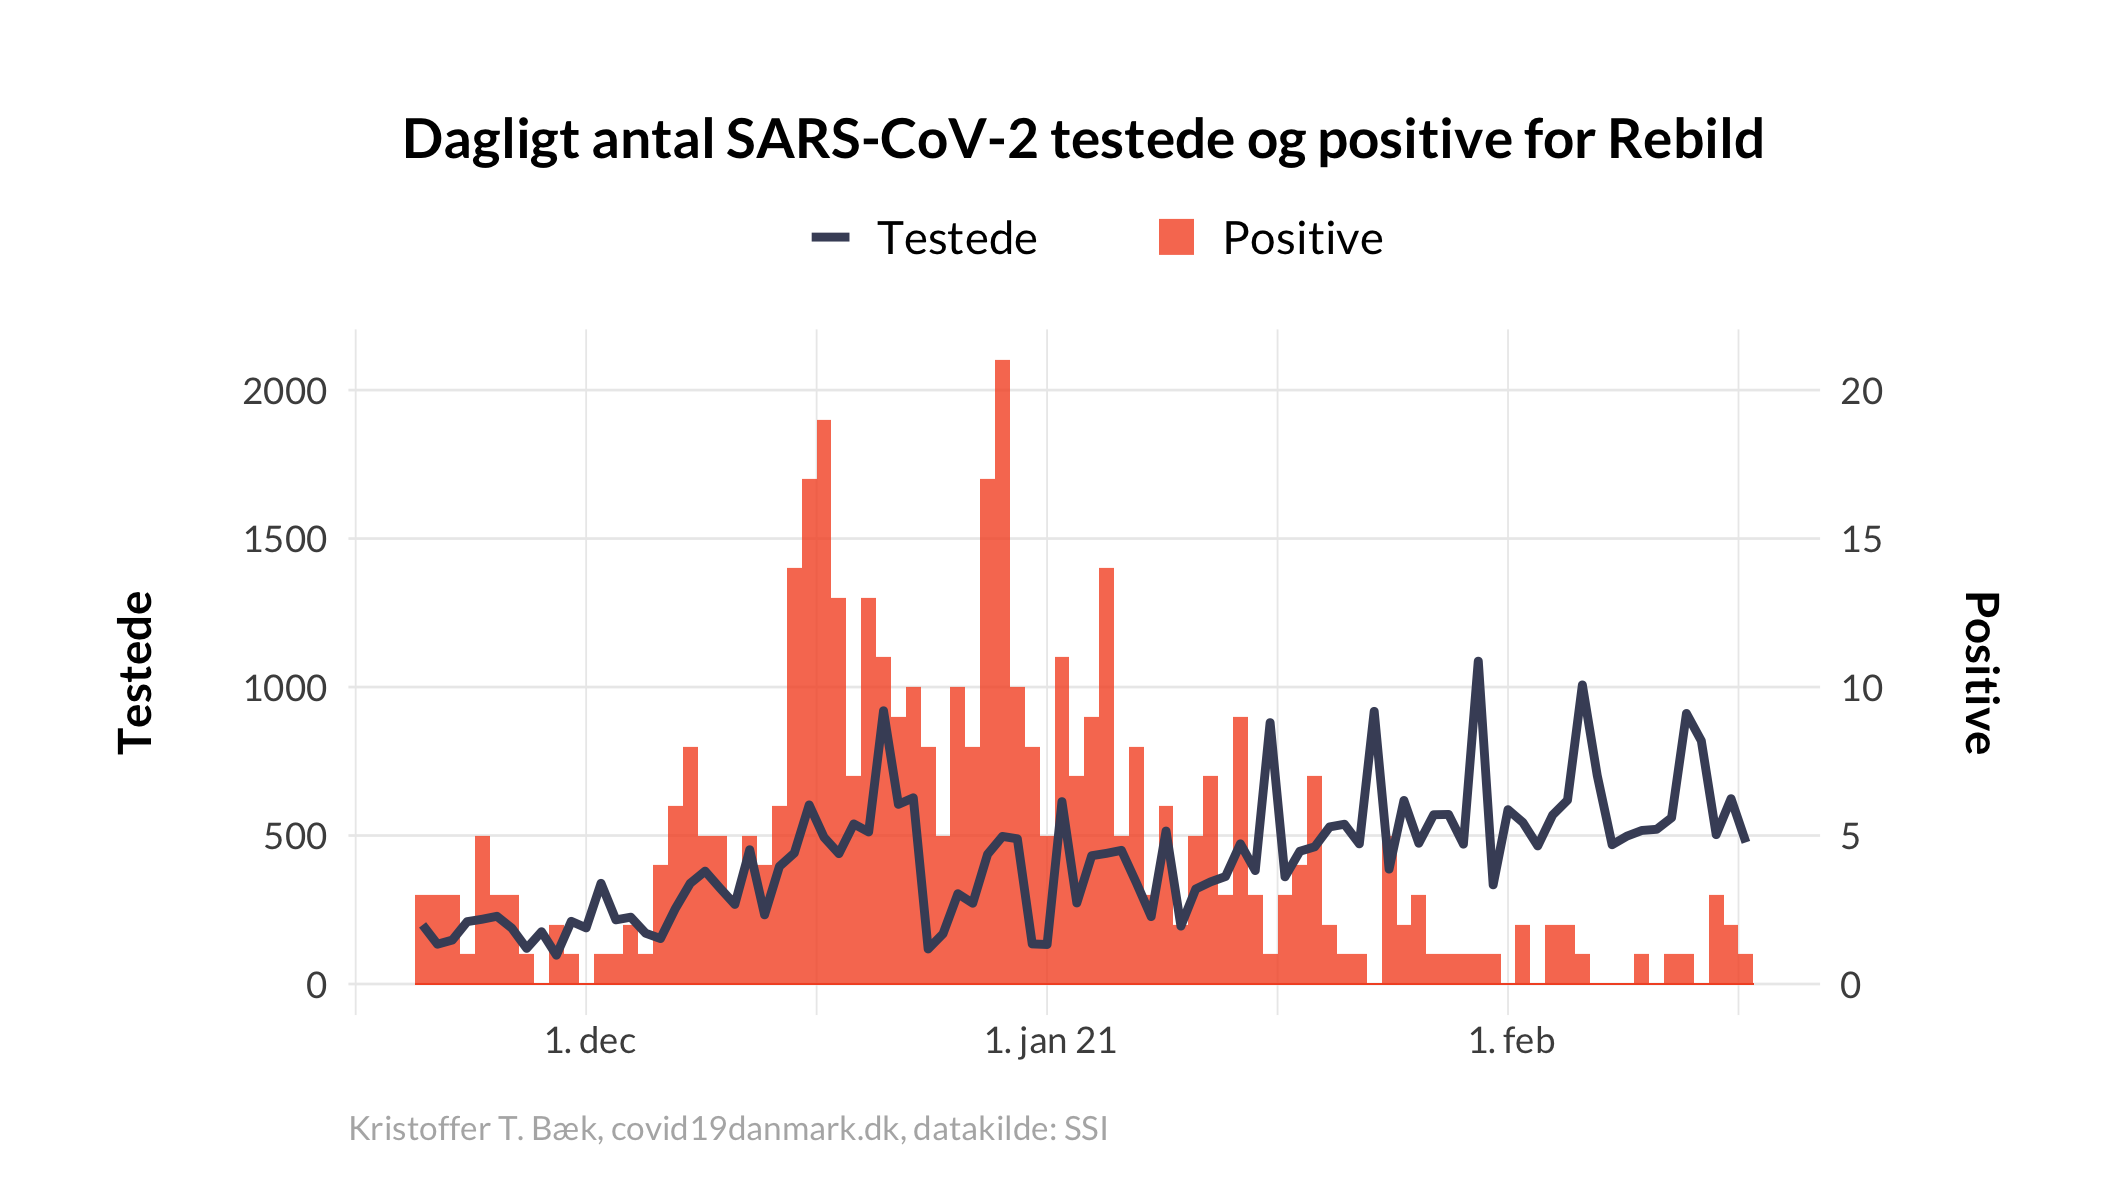 Dagligt antal SARS-CoV-2 testede og positive for Rebild
Testede
Positive
2000
1500
1000
500
0
20
15
10
5
0
Testede
Positive
1. dec
1. jan 21
1. feb
Kristoffer T. Bæk, covid19danmark.dk, datakilde: SSI